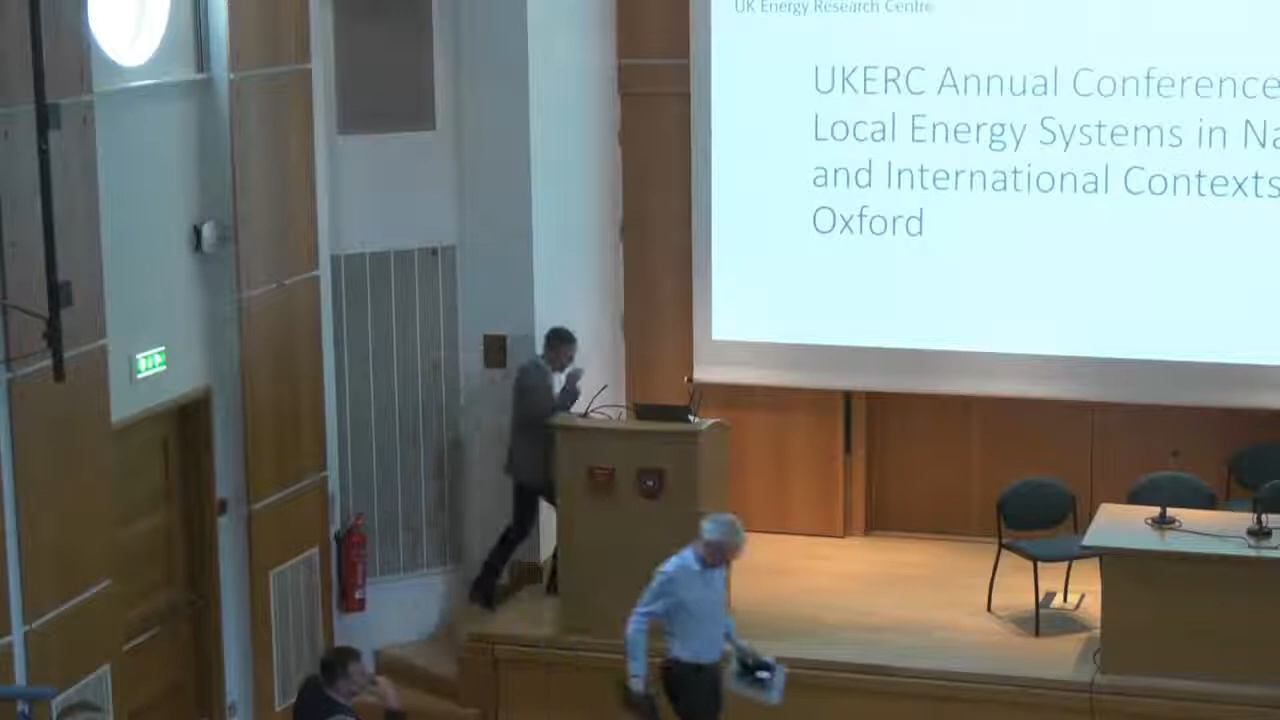 UK Energy Research Centre
UKERC Annual Conference
Local Energy Systems in Na
and International Contexts
Oxford